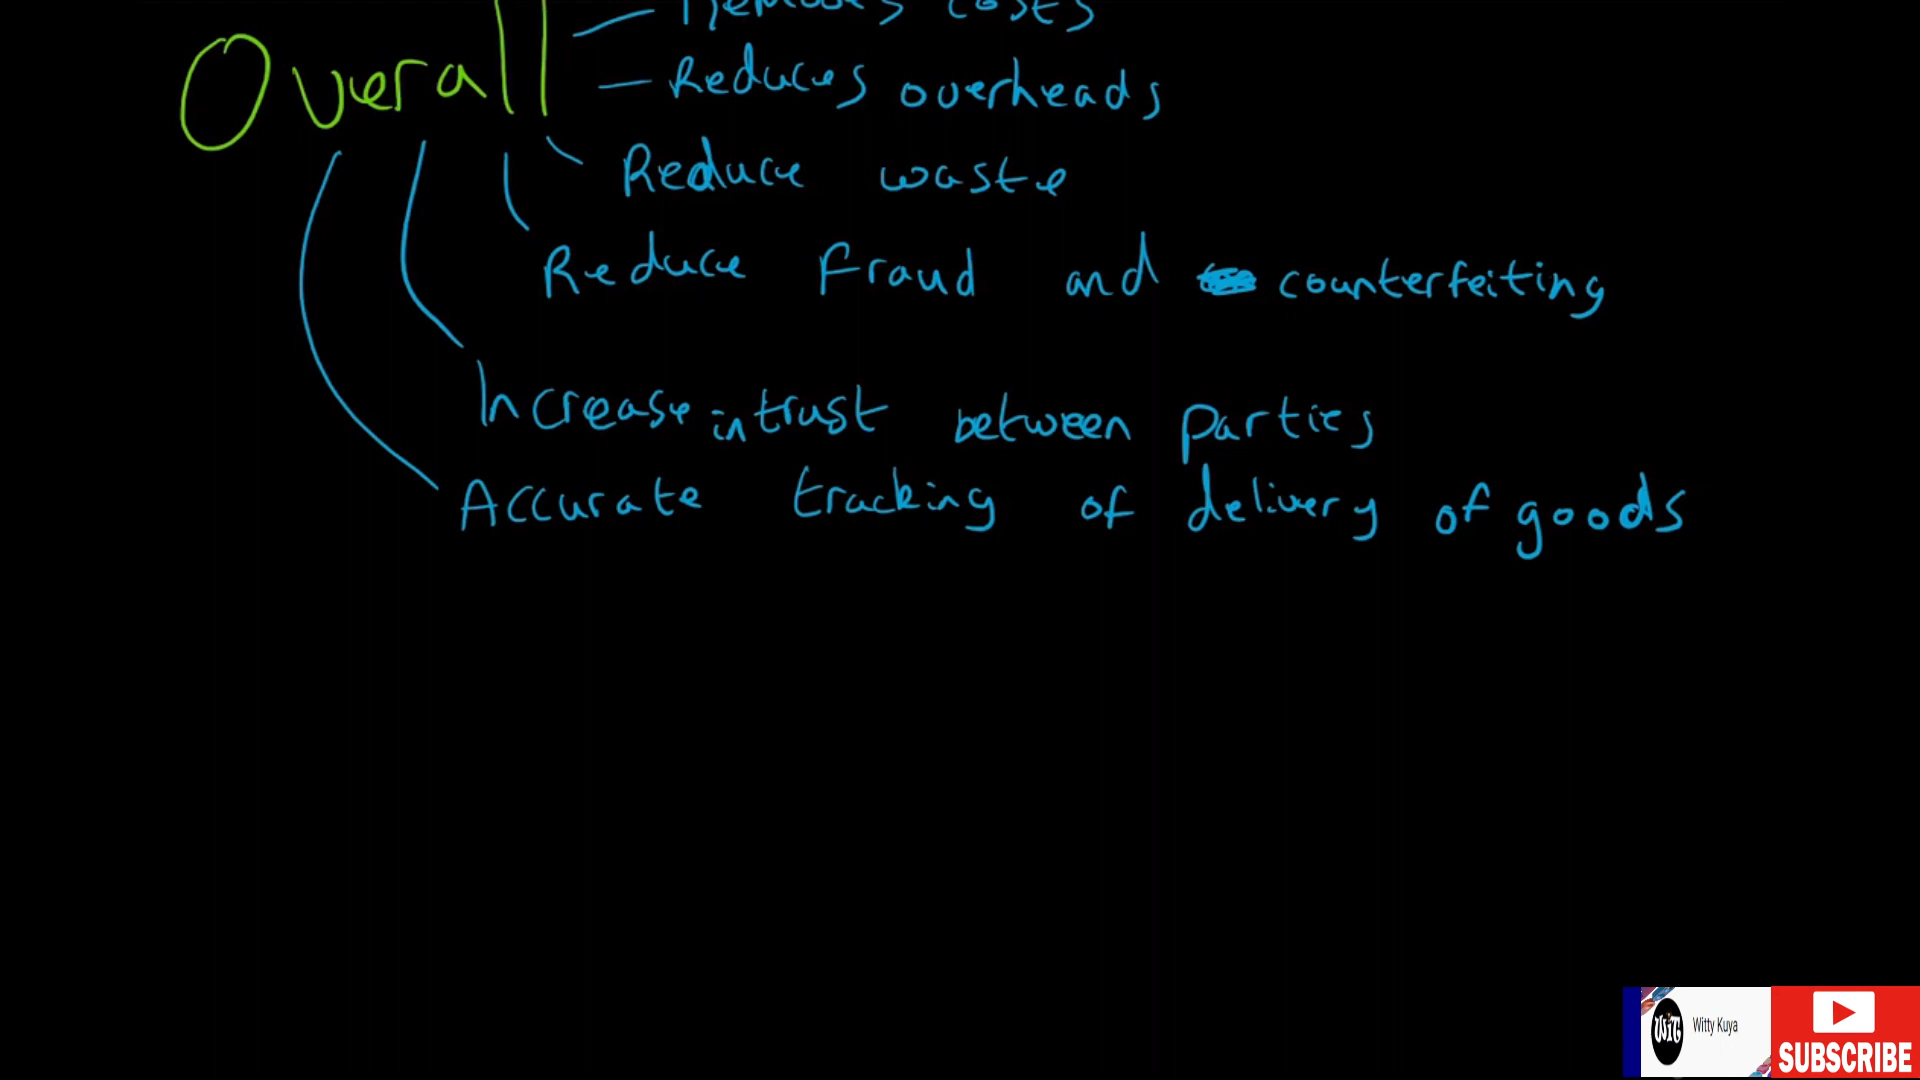 Overall
costs
Reduces overheads
Reduce waste
Reduce fraud and counterfeiting
Increase in trust between parties
Accurate tracking of delivery of goods
Witty Kuya
SUBSCRIBE